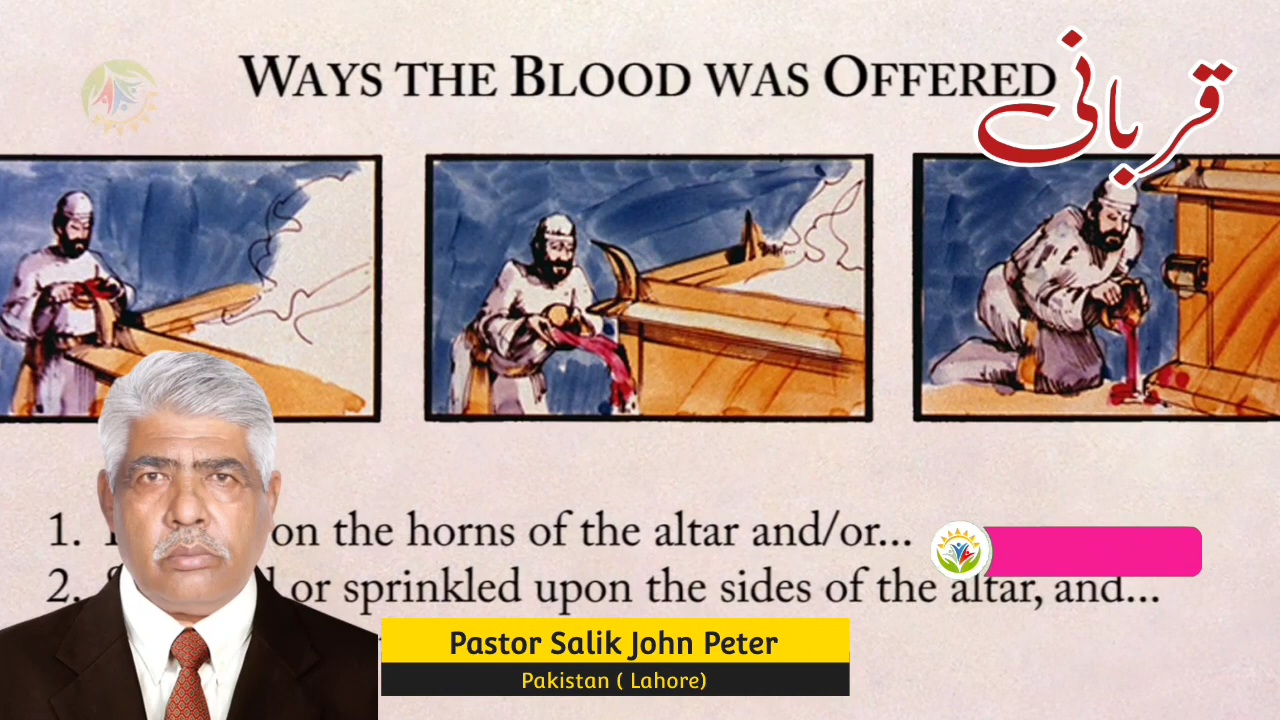 WAYS THE BLOOD WAS OFFERED
قربانی
1. on the horns of the altar and/or...
2. or sprinkled upon the sides of the altar, and...
Pastor Salik John Peter
Pakistan ( Lahore)